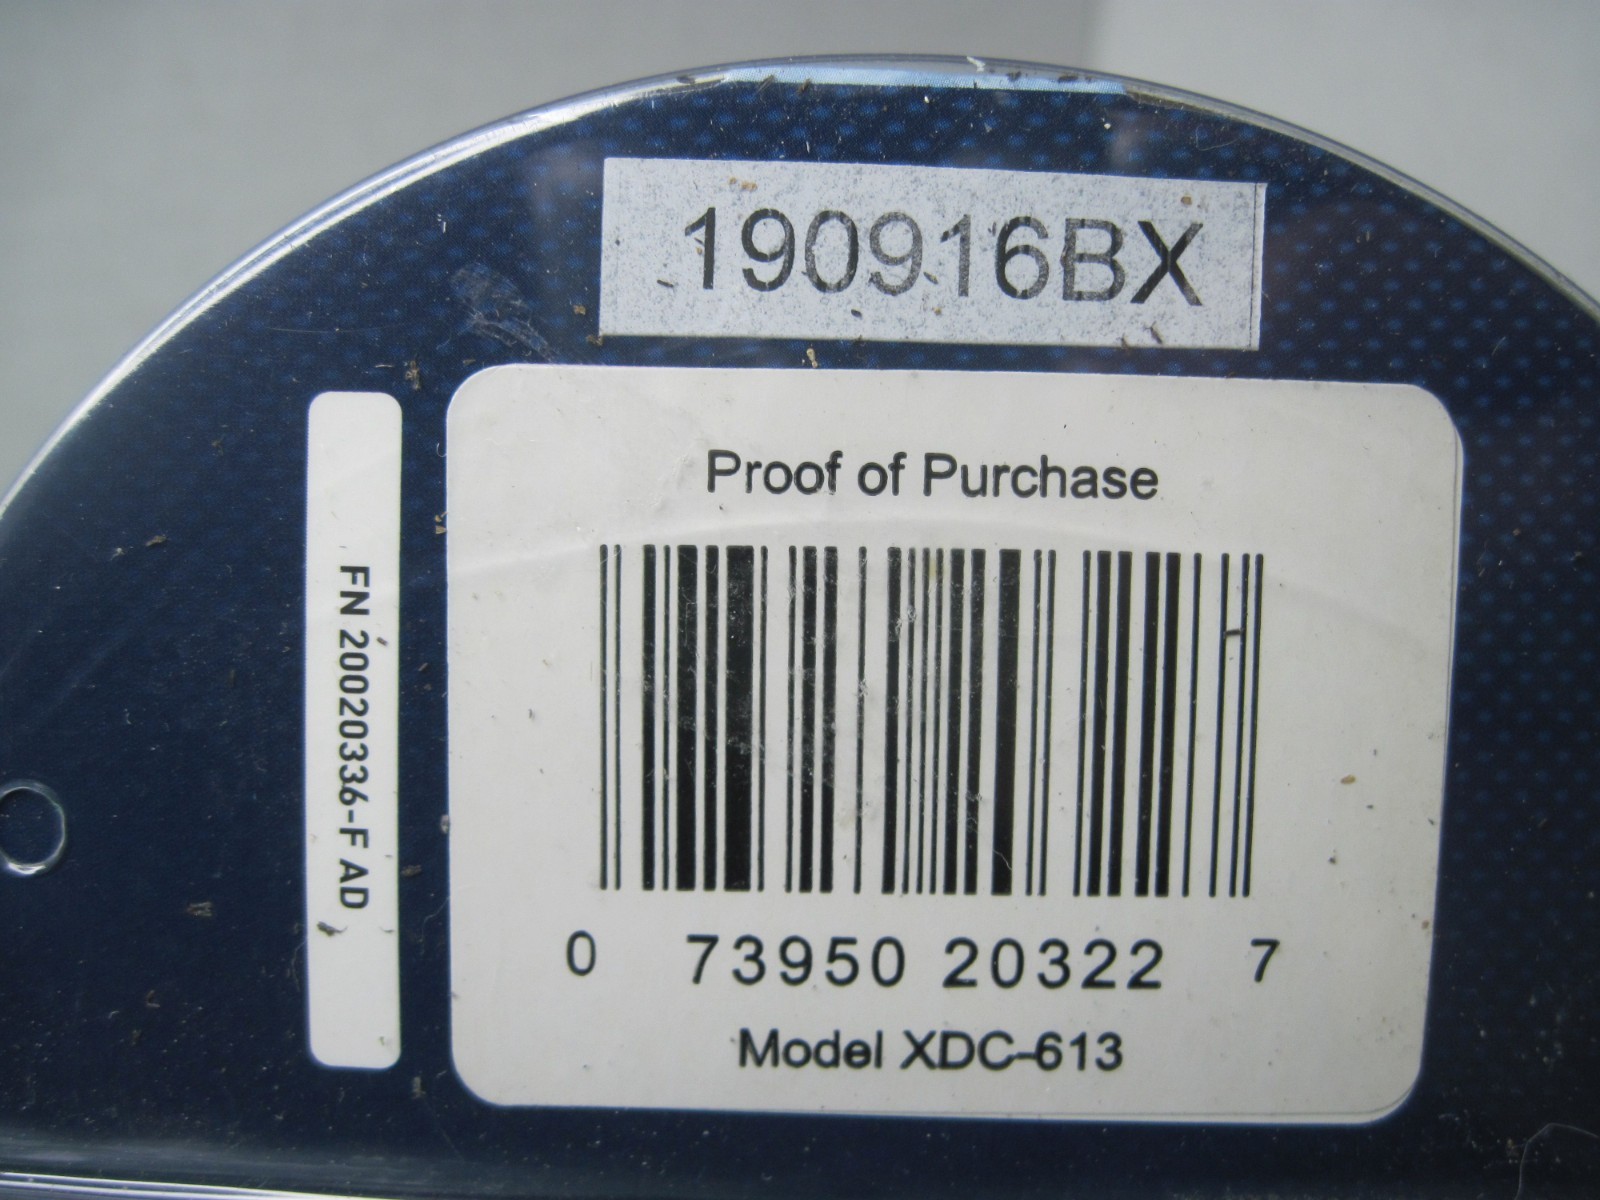 190916BX
Proof of Purchase
FN 20020336-F AD
0 73950 20322 7
Model XDC-613